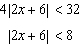 4|2x + 6| < 32
|2x + 6| < 8